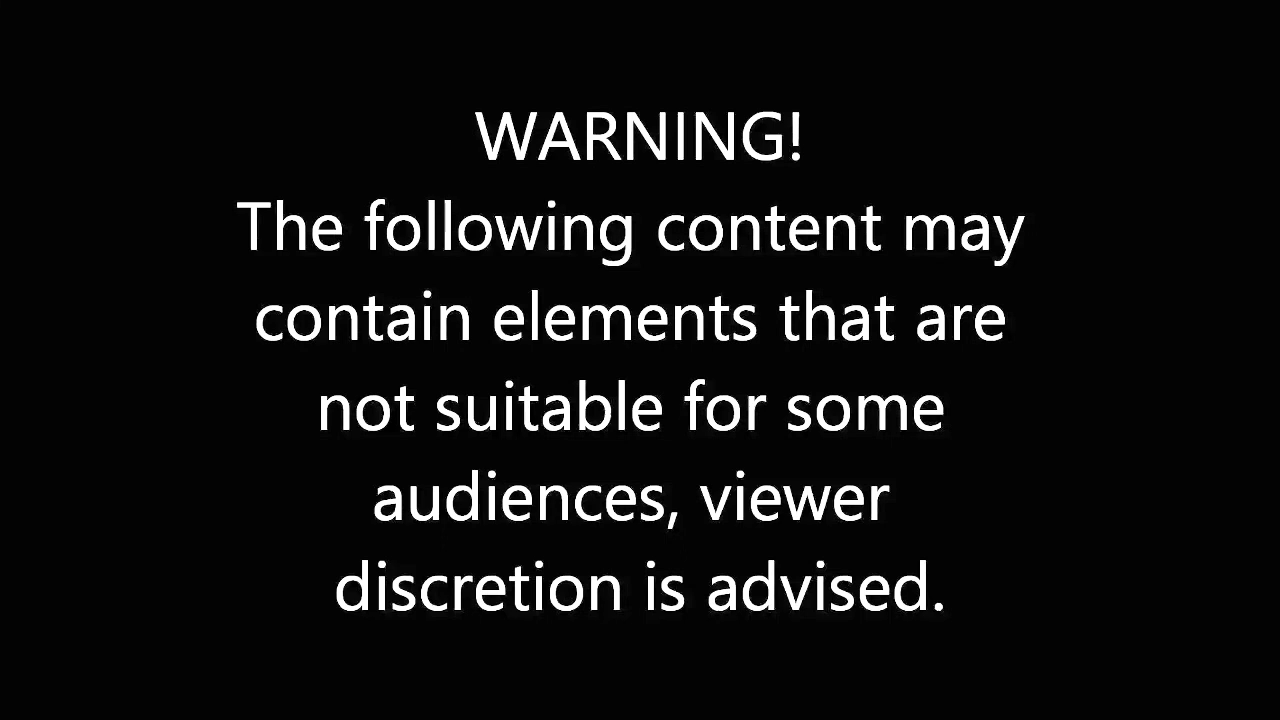 WARNING!
The following content may
contain elements that are
not suitable for some
audiences, viewer
discretion is advised.